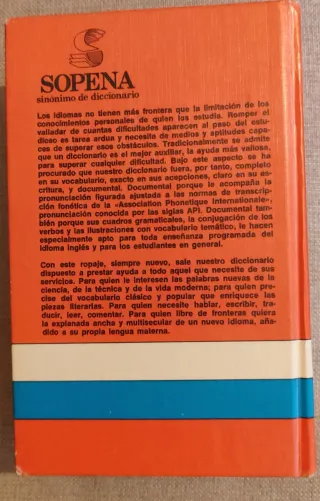 SOPENA
sinónimo de diccionario
Los idiomas no tienen más frontera que la limitación de los
conocimientos personales de quien los estudia. Romper el
valladar de cuantas dificultades aparecen al paso del estu-
dioso es tarea ardua y necesita de medios y aptitudes capa-
ces de superar esos obstáculos. Tradicionalmente se admite
que un diccionario es el mejor auxiliar, la ayuda más valiosa,
para superar cualquier dificultad. Bajo este aspecto se ha
procurado que nuestro diccionario fuera, por tanto, completo
en su vocabulario, exacto en sus acepciones, claro en su es-
critura, y documental. Documental porque le acompaña la
pronunciación figurada ajustada a las normas de transcrip-
ción fonética de la «Association Phonetique Internationale»,
pronunciación conocida por las siglas API. Documental tam-
bién porque sus cuadros gramaticales, la conjugación de los
verbos y las ilustraciones con vocabulario temático, le hacen
especialmente apto para toda enseñanza programada del
idioma inglés y para los estudiantes en general.
Con este ropaje, siempre nuevo, sale nuestro diccionario
dispuesto a prestar ayuda a todo aquel que necesite de sus
servicios. Para quien le interesen las palabras nuevas de la
ciencia, de la técnica y de la vida moderna; para quien pre-
cise del vocabulario clásico y popular que enriquece las
piezas literarias. Para quien necesite hablar, escribir, tra-
ducir, leer, comentar. Para quien libre de fronteras quiera
la explanada ancha y multisecular de un nuevo idioma, aña-
dido a su propia lengua materna.